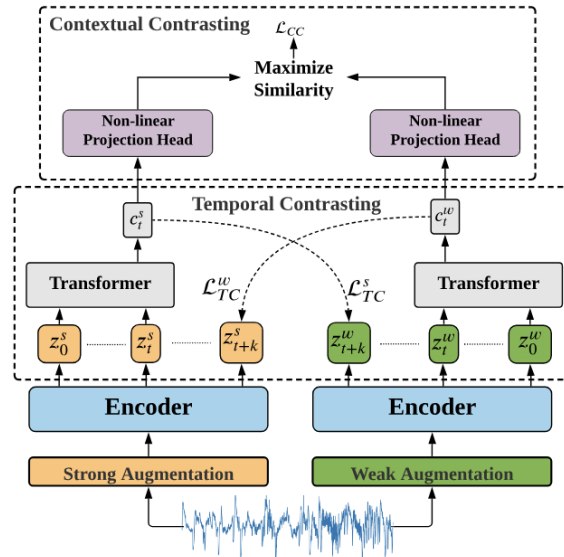 Contextual Contrasting
ℒ_CC
Maximize
Similarity
Non-linear
Projection Head
Non-linear
Projection Head
Temporal Contrasting
c_t^s
c_t^w
Transformer
ℒ_TC^w
ℒ_TC^s
Transformer
z_0^s
z_t^s
z_{t+k}^s
z_{t+k}^w
z_t^w
z_0^w
Encoder
Encoder
Strong Augmentation
Weak Augmentation